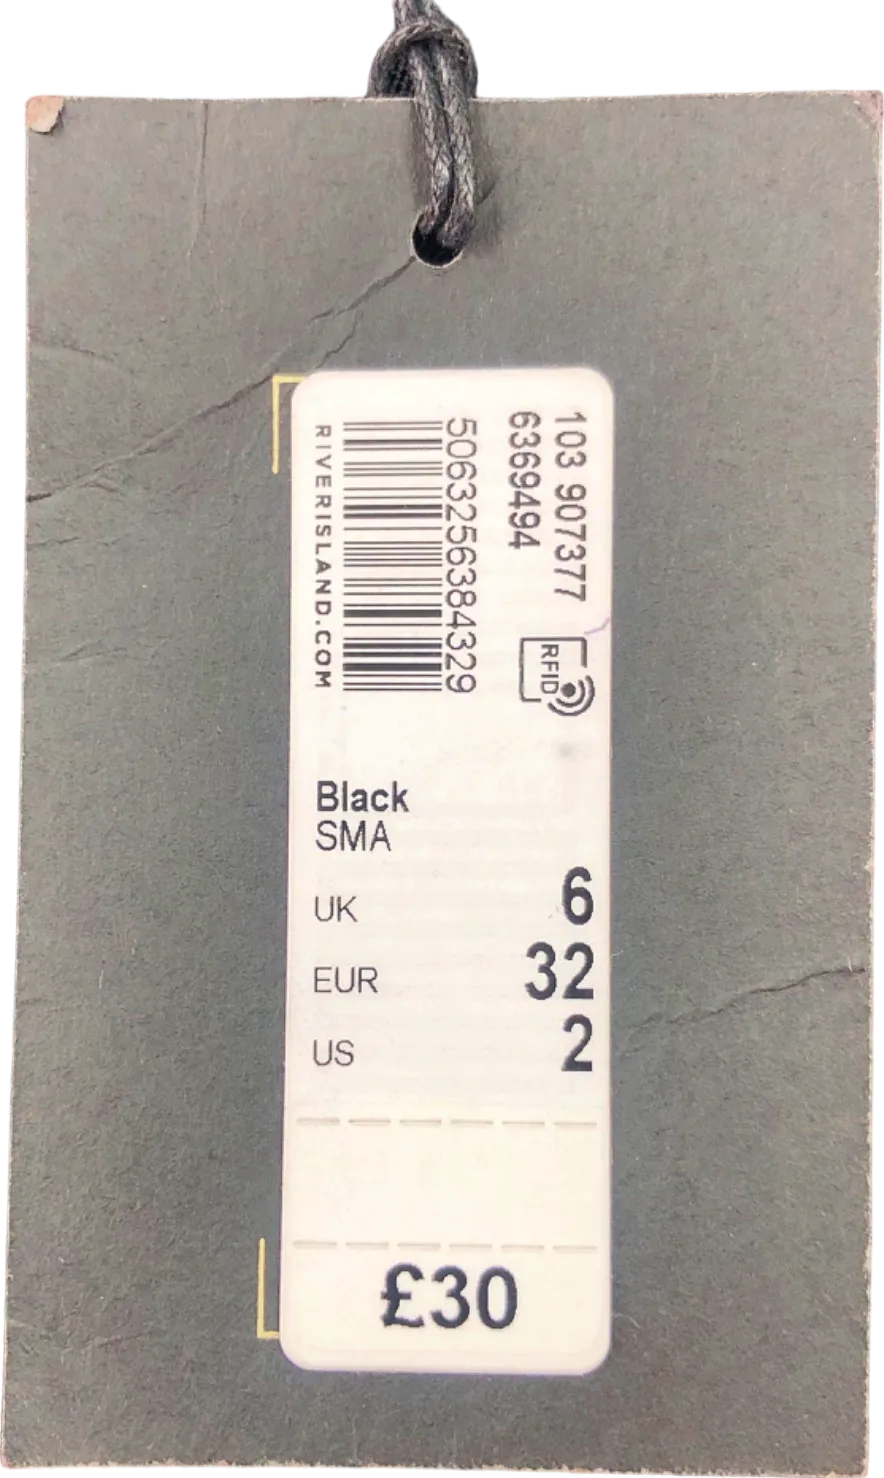 103 907377
6369494
RFID
5063256384329
RIVERISLAND.COM
Black
SMA
UK 6
EUR 32
US 2
£30